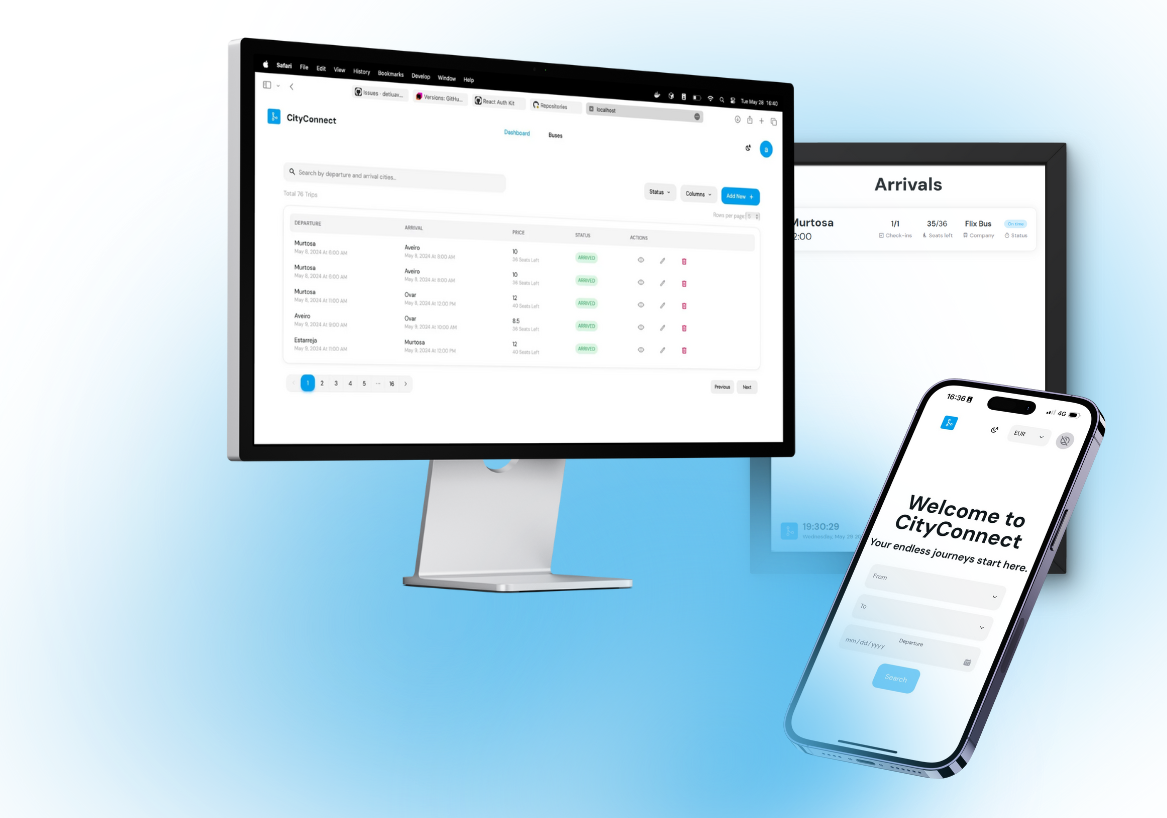 Safari File Edit View History Bookmarks Develop Window Help
Tue May 28 16:40
Issues · detiuaver... Versions: GitHu... React Auth Kit Repositories localhost
CityConnect
Dashboard Buses
Search by departure and arrival cities..
Status Columns Add New +
Total 76 Trips
Rows per page 5
DEPARTURE ARRIVAL PRICE STATUS ACTIONS
Murtosa Aveiro 10 ARRIVED
May 9, 2024 At 5:00 AM May 9, 2024 At 6:00 AM 36 Seats Left
Murtosa Aveiro 10 ARRIVED
May 9, 2024 At 5:00 AM May 9, 2024 At 6:00 AM 36 Seats Left
Murtosa Ovar 12 ARRIVED
May 9, 2024 At 11:00 AM May 9, 2024 At 12:00 PM 40 Seats Left
Aveiro Ovar 8.5 ARRIVED
May 9, 2024 At 9:00 AM May 9, 2024 At 10:00 AM 36 Seats Left
Estarreja Murtosa 12 ARRIVED
May 9, 2024 At 11:00 AM May 9, 2024 At 12:00 PM 40 Seats Left
1 2 3 4 5 ... 16
Previous Next
Arrivals
Murtosa 1/1 35/36 Flix Bus On time
2:00 Check-ins Seats left Company Status
19:30:29
Wednesday, May 29 20
16:36 4G
EUR
Welcome to
CityConnect
Your endless journeys start here.
From
To
Departure
mm/dd/yyyy
Search